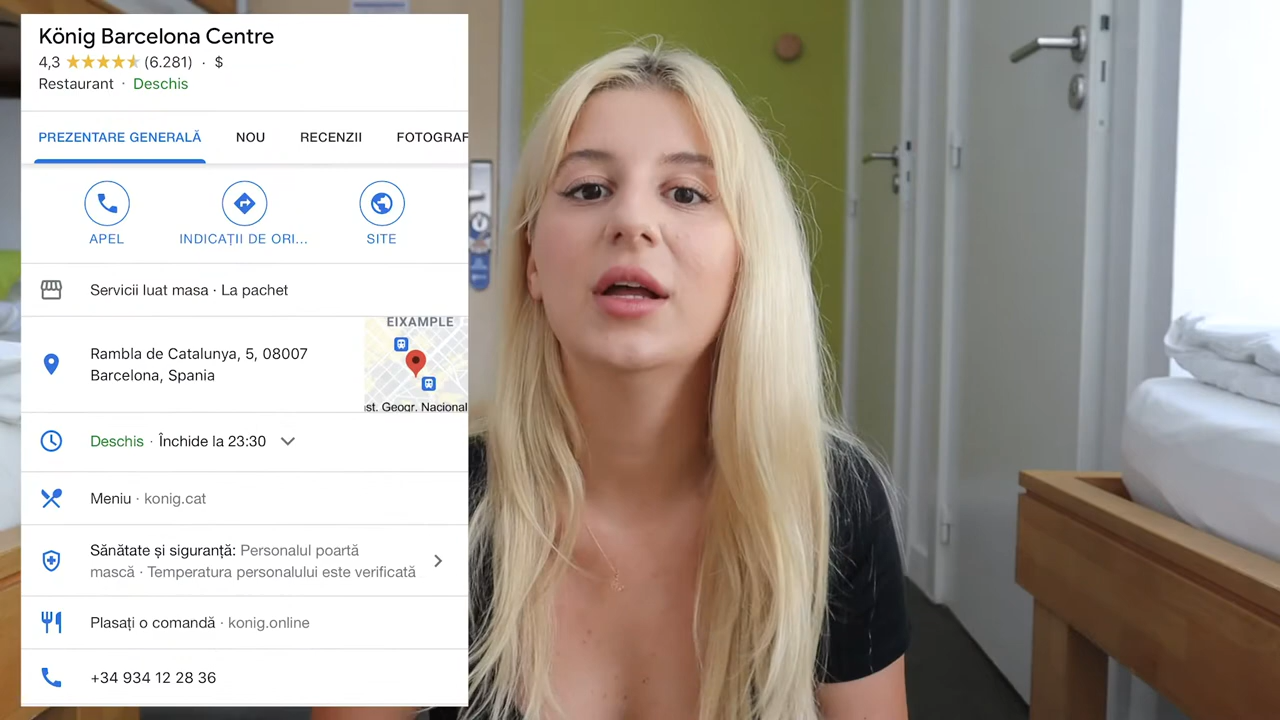 König Barcelona Centre
4,3 (6.281) · $
Restaurant · Deschis
PREZENTARE GENERALĂ NOU RECENZII FOTOGRAF
APEL INDICAȚII DE ORI... SITE
Servicii luat masa · La pachet
EIXAMPLE
Rambla de Catalunya, 5, 08007
Barcelona, Spania
st. Geogr. Nacional
Deschis · Închide la 23:30
Meniu · konig.cat
Sănătate și siguranță: Personalul poartă
mască · Temperatura personalului este verificată
Plasați o comandă · konig.online
+34 934 12 28 36